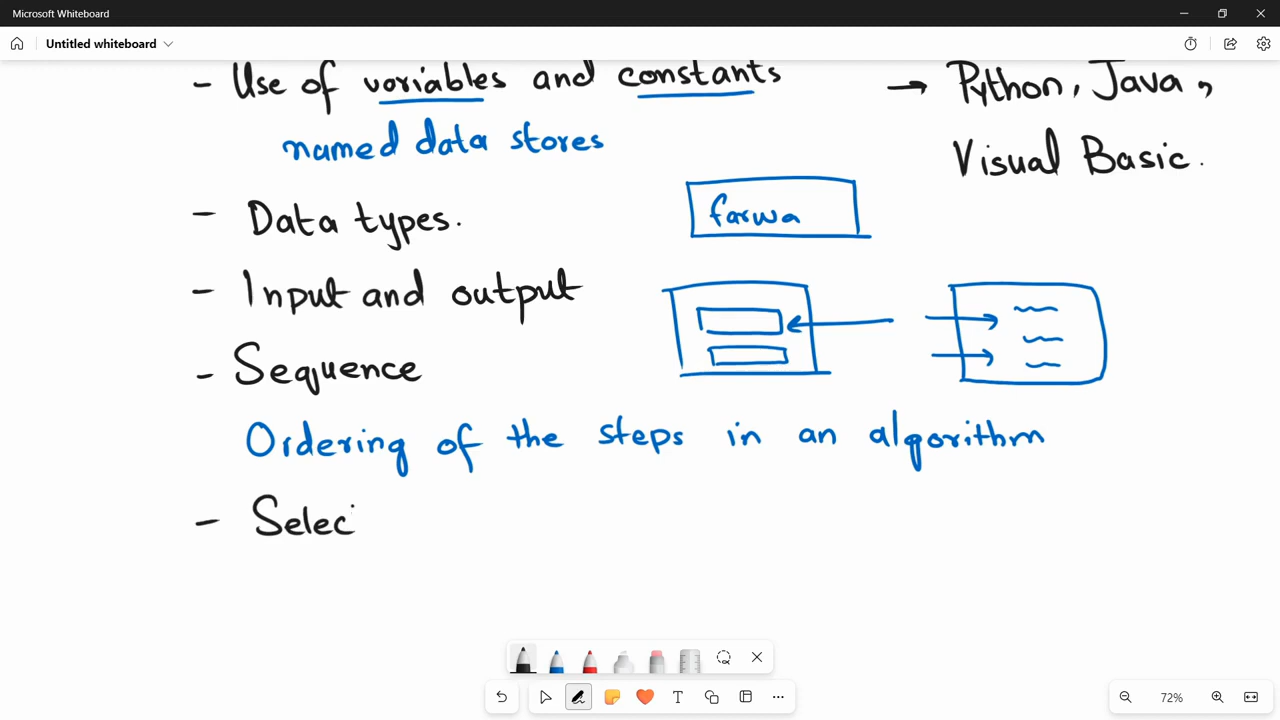 Microsoft Whiteboard
Untitled whiteboard
- Use of variables and constants
named data stores
→ Python, Java,
Visual Basic.
- Data types.
farwa
- Input and output
- Sequence
Ordering of the steps in an algorithm
- Selec
72%